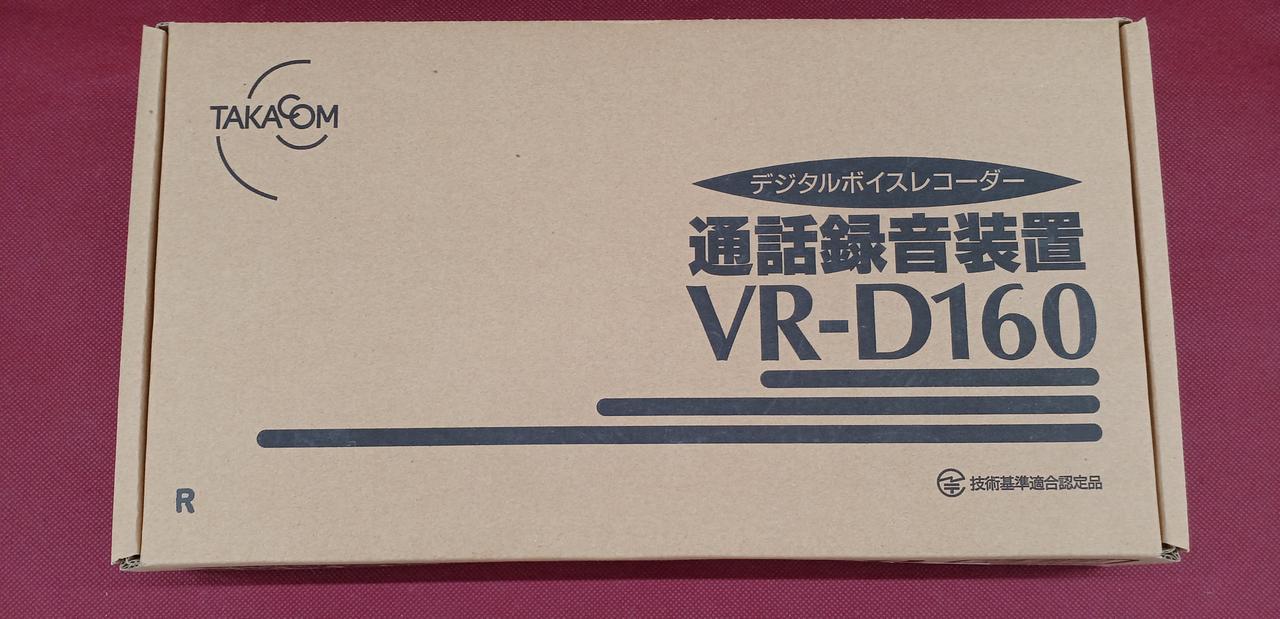 TAKACOM
デジタルボイスレコーダー
通話録音装置
VR-D160
R
技術基準適合認定品